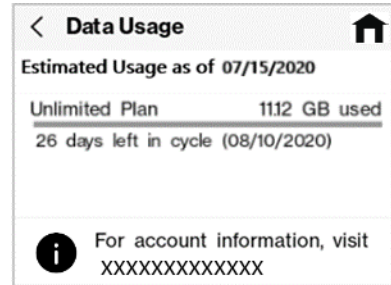 < Data Usage
Estimated Usage as of 07/15/2020
Unlimited Plan 11.12 GB used
26 days left in cycle (08/10/2020)
For account information, visit
XXXXXXXXXXXXX